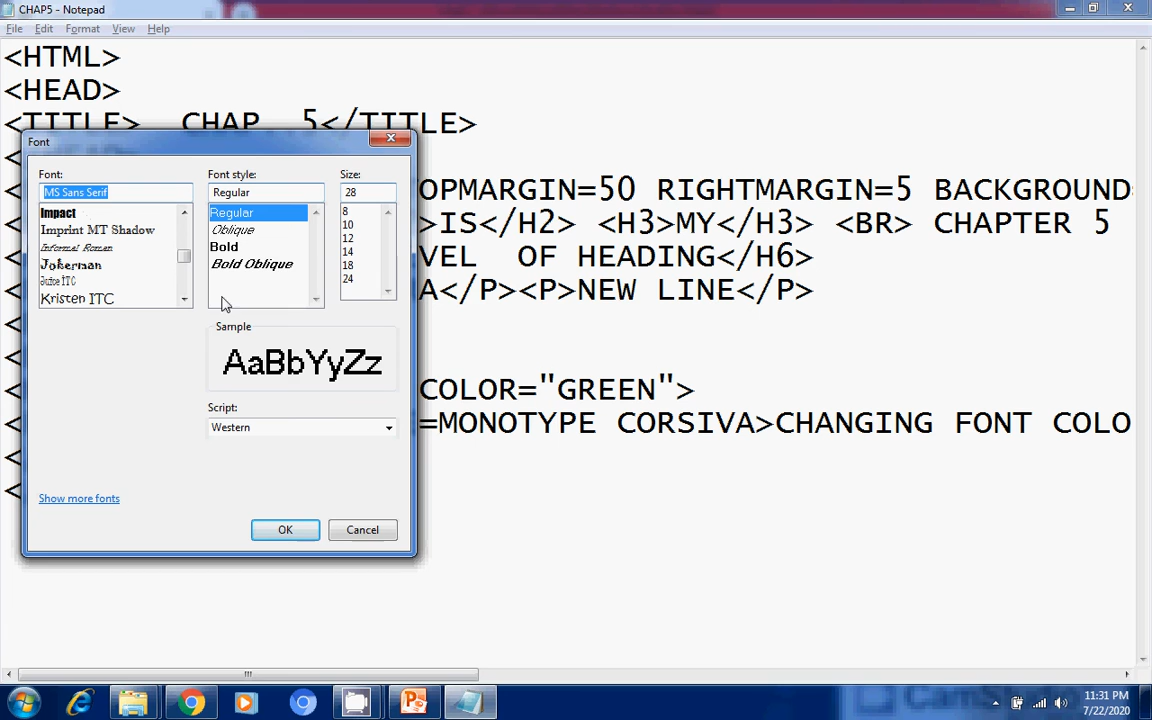 CHAP5 - Notepad
File Edit Format View Help
<HTML>
<HEAD>
<TITLE> CHAP. 5</TITLE>
OPMARGIN=50 RIGHTMARGIN=5 BACKGROUND
>IS</H2> <H3>MY</H3> <BR> CHAPTER 5
VEL OF HEADING</H6>
A</P><P>NEW LINE</P>
COLOR="GREEN">
=MONOTYPE CORSIVA>CHANGING FONT COLO
Font
Font: Font style: Size:
MS Sans Serif Regular 28
Impact Regular 8
Imprint MT Shadow Oblique 10
Informal Roman Bold 12
Jokerman Bold Oblique 14
Juice ITC 18
Kristen ITC 24
Sample
AaBbYyZz
Script:
Western
Show more fonts
OK Cancel
11:31 PM
7/22/2020